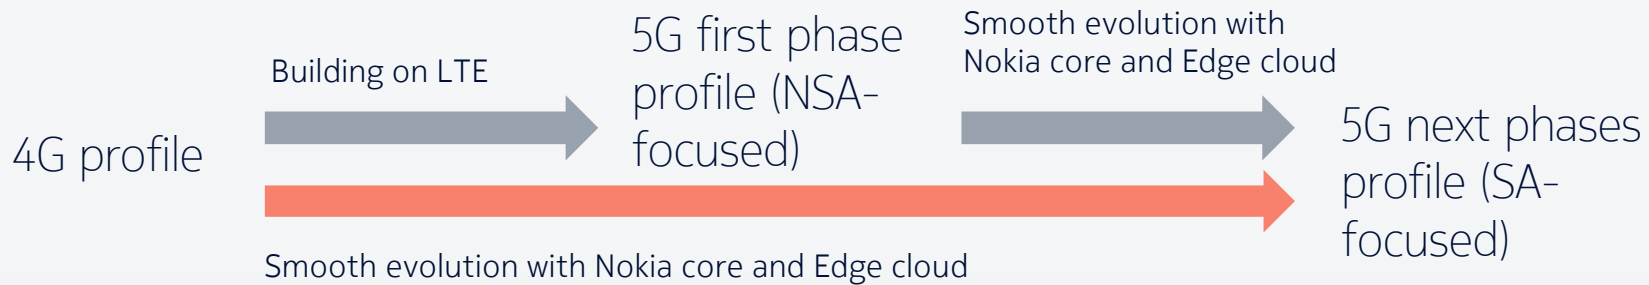 4G profile
Building on LTE
5G first phase
profile (NSA-
focused)
Smooth evolution with
Nokia core and Edge cloud
5G next phases
profile (SA-
focused)
Smooth evolution with Nokia core and Edge cloud